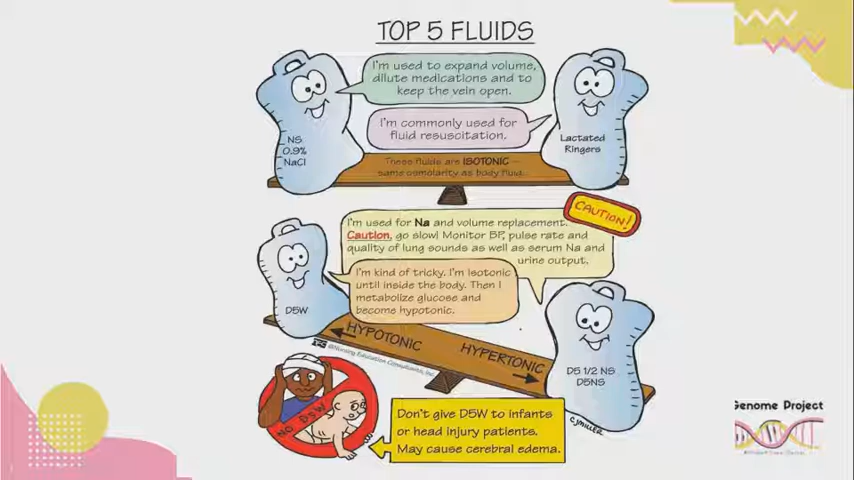 TOP 5 FLUIDS
I'm used to expand volume,
dilute medications and to
keep the vein open.
I'm commonly used for
fluid resuscitation.
NS
0.9%
NaCl
Lactated
Ringers
These fluids are ISOTONIC —
same osmolarity as body fluid.
CAUTION!
I'm used for Na and volume replacement.
Caution, go slow! Monitor BP, pulse rate and
quality of lung sounds as well as serum Na and
urine output.
I'm kind of tricky. I'm isotonic
until inside the body. Then I
metabolize glucose and
become hypotonic.
D5W
HYPOTONIC
HYPERTONIC
D5 1/2 NS
D5NS
©Nursing Education Consultants, Inc.
CJMILLER
NO D5W
Don't give D5W to infants
or head injury patients.
May cause cerebral edema.
Genome Project